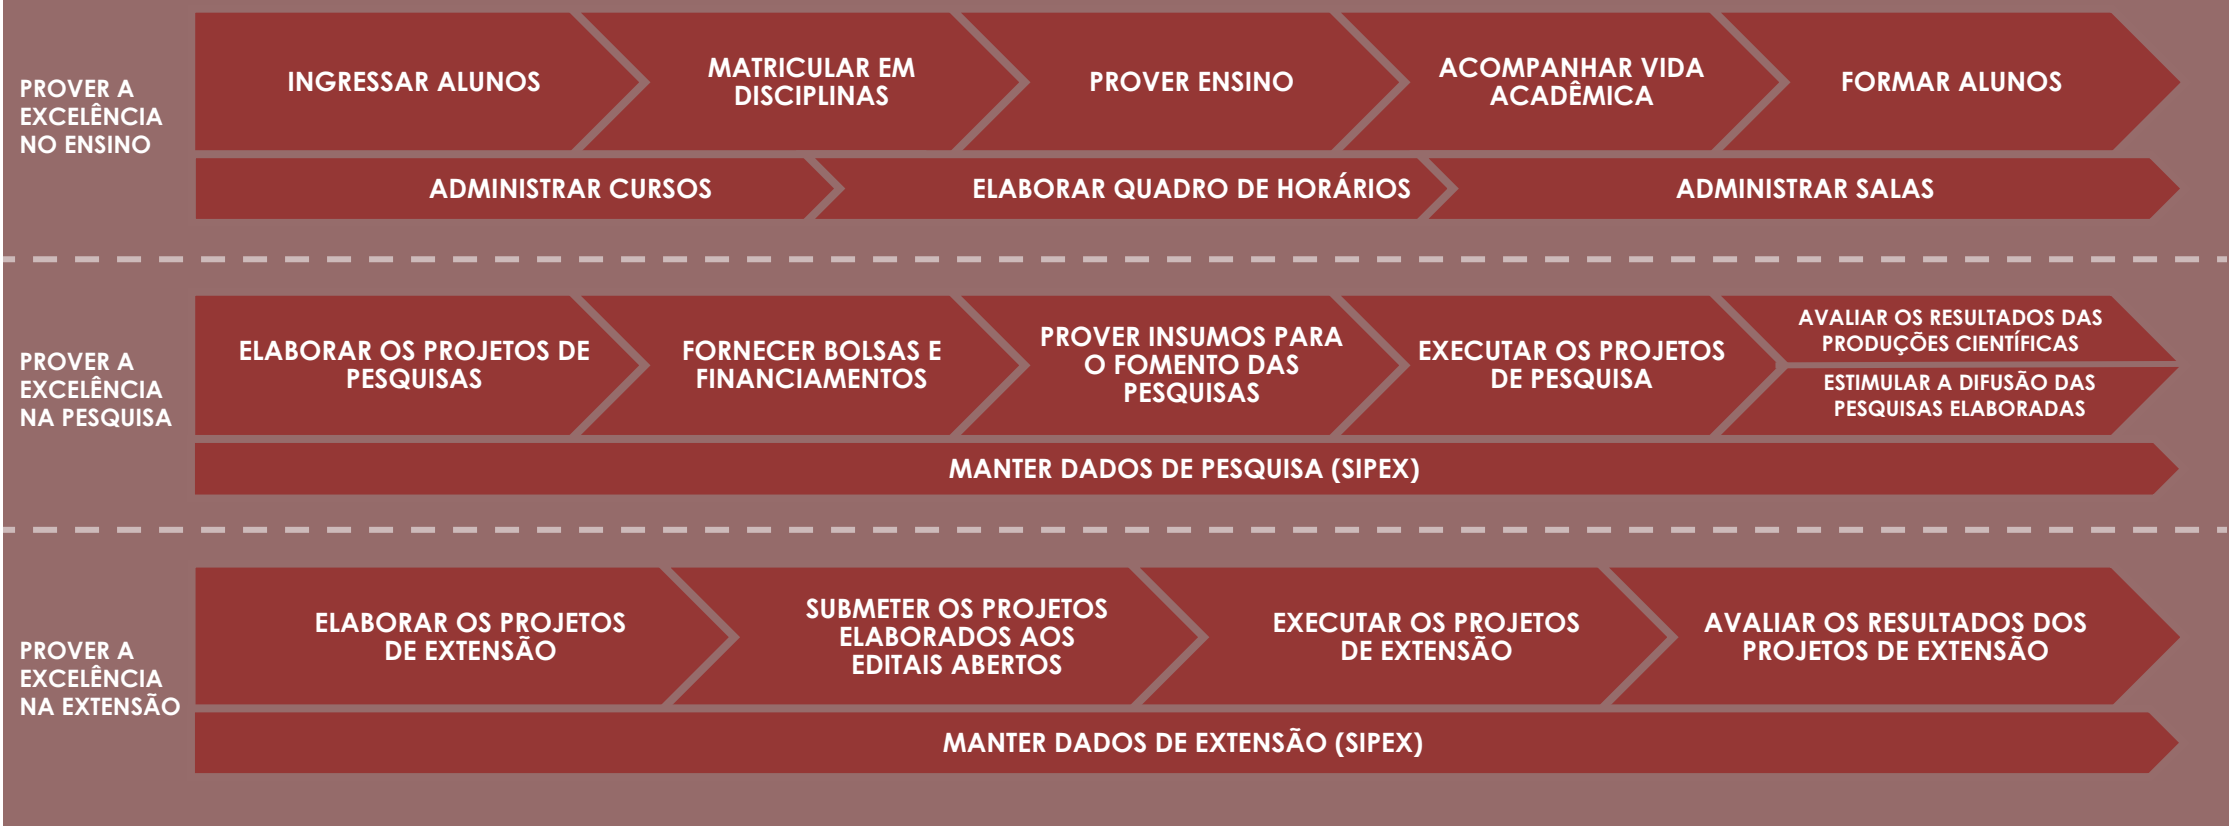 PROVER A
EXCELÊNCIA
NO ENSINO
INGRESSAR ALUNOS
MATRICULAR EM
DISCIPLINAS
PROVER ENSINO
ACOMPANHAR VIDA
ACADÊMICA
FORMAR ALUNOS
ADMINISTRAR CURSOS
ELABORAR QUADRO DE HORÁRIOS
ADMINISTRAR SALAS
PROVER A
EXCELÊNCIA
NA PESQUISA
ELABORAR OS PROJETOS DE
PESQUISAS
FORNECER BOLSAS E
FINANCIAMENTOS
PROVER INSUMOS PARA
O FOMENTO DAS
PESQUISAS
EXECUTAR OS PROJETOS
DE PESQUISA
AVALIAR OS RESULTADOS DAS
PRODUÇÕES CIENTÍFICAS
ESTIMULAR A DIFUSÃO DAS
PESQUISAS ELABORADAS
MANTER DADOS DE PESQUISA (SIPEX)
PROVER A
EXCELÊNCIA
NA EXTENSÃO
ELABORAR OS PROJETOS
DE EXTENSÃO
SUBMETER OS PROJETOS
ELABORADOS AOS
EDITAIS ABERTOS
EXECUTAR OS PROJETOS
DE EXTENSÃO
AVALIAR OS RESULTADOS DOS
PROJETOS DE EXTENSÃO
MANTER DADOS DE EXTENSÃO (SIPEX)